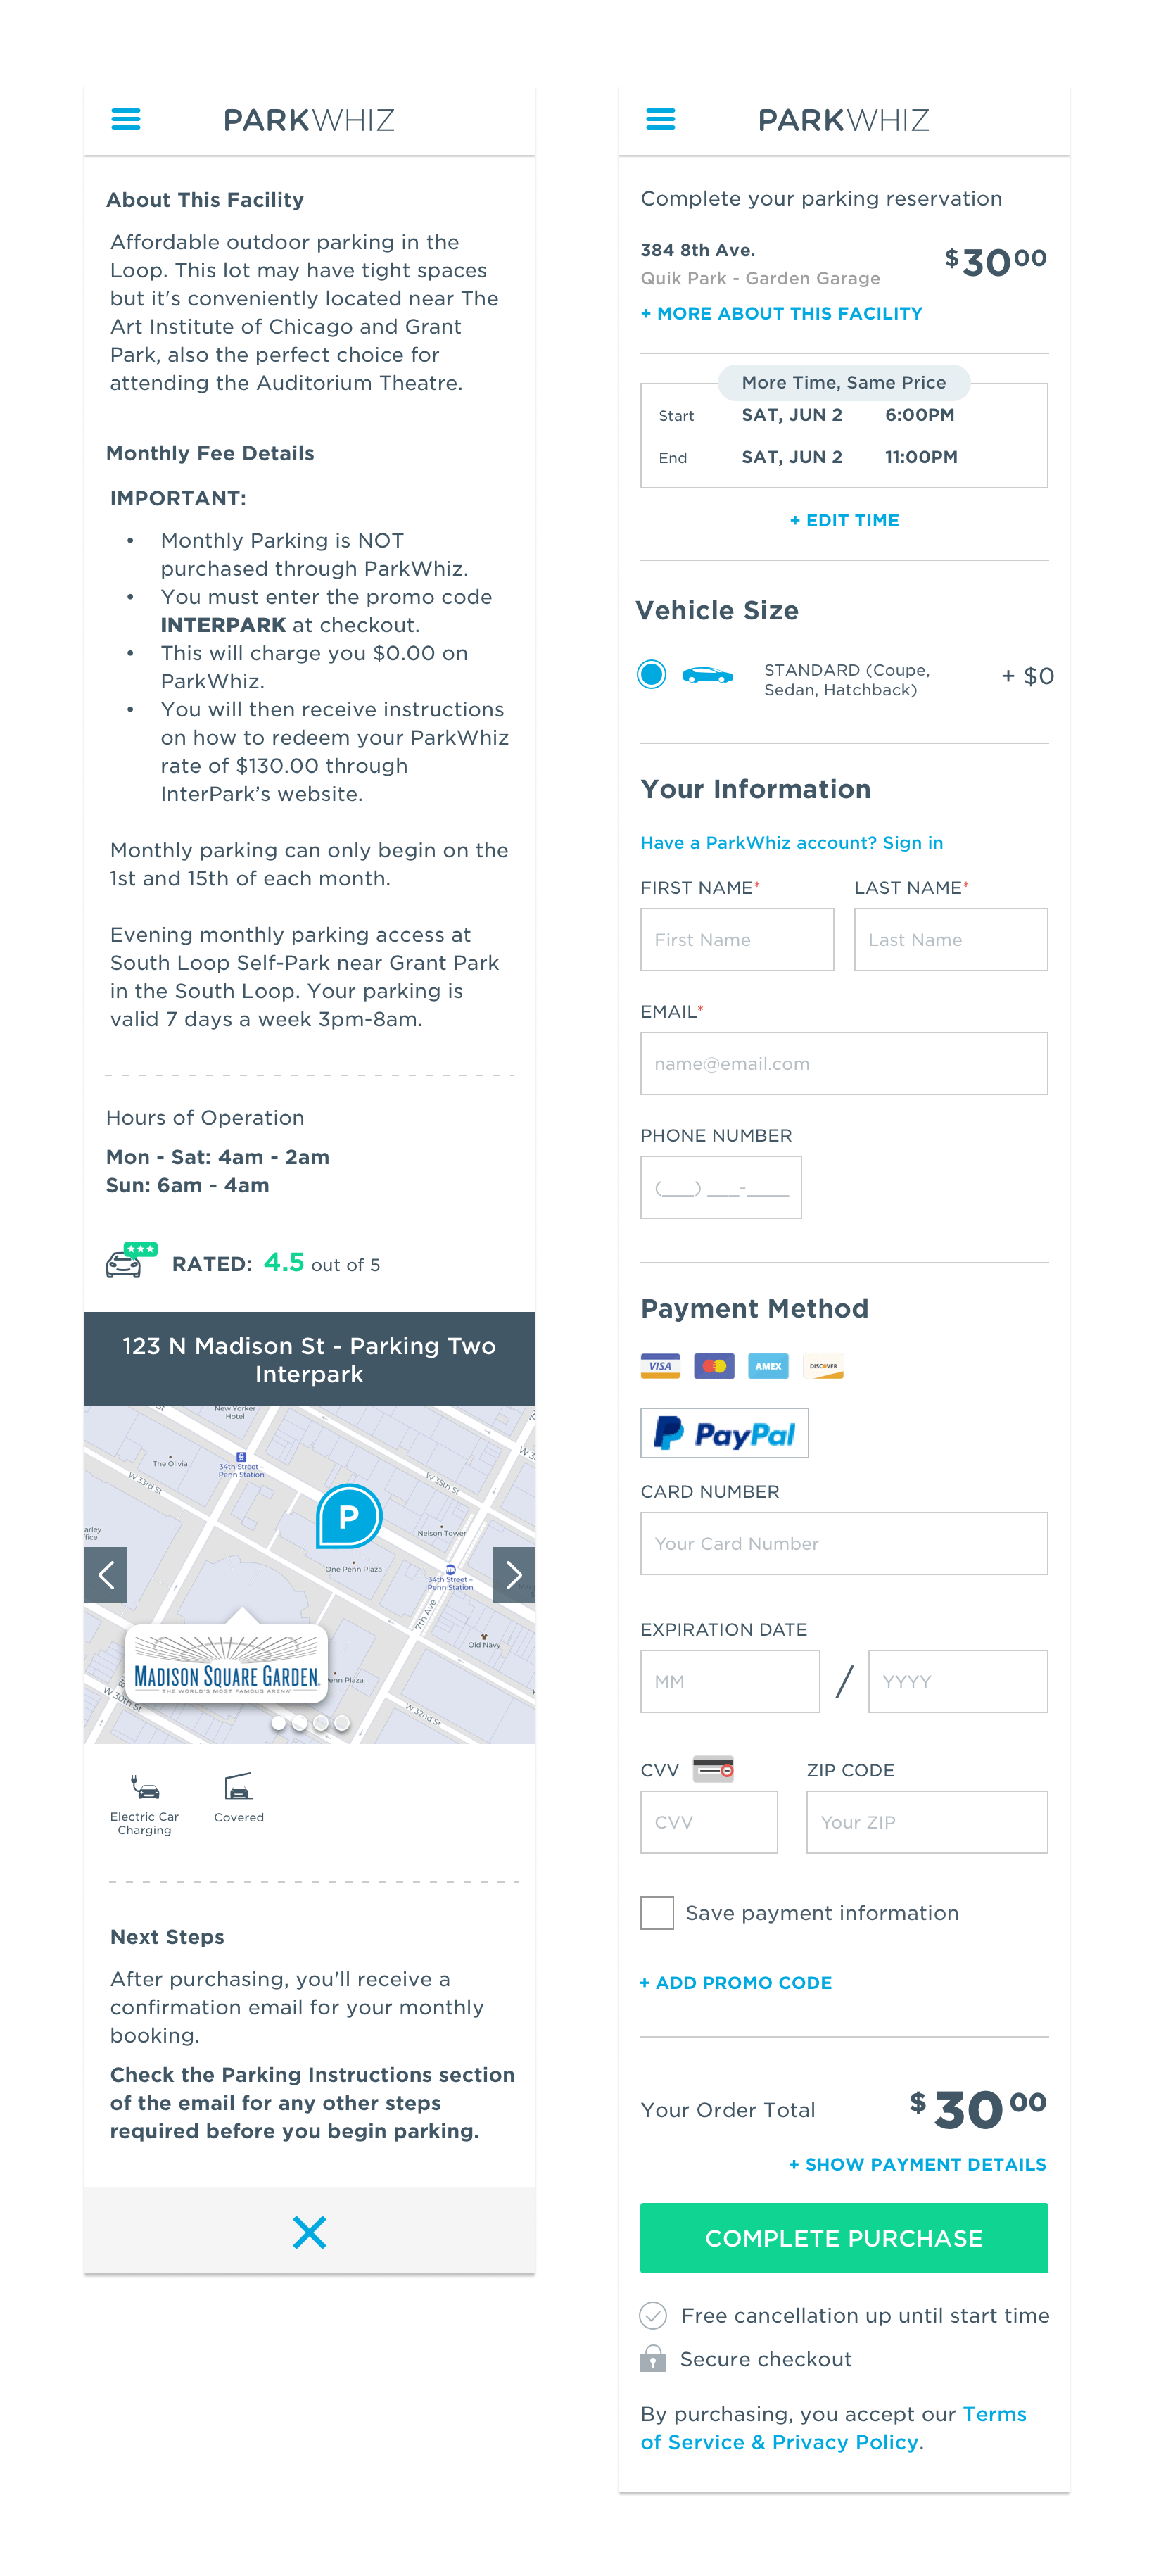 PARKWHIZ
About This Facility
Affordable outdoor parking in the
Loop. This lot may have tight spaces
but it's conveniently located near The
Art Institute of Chicago and Grant
Park, also the perfect choice for
attending the Auditorium Theatre.
Monthly Fee Details
IMPORTANT:
• Monthly Parking is NOT
purchased through ParkWhiz.
• You must enter the promo code
INTERPARK at checkout.
• This will charge you $0.00 on
ParkWhiz.
• You will then receive instructions
on how to redeem your ParkWhiz
rate of $130.00 through
InterPark’s website.
Monthly parking can only begin on the
1st and 15th of each month.
Evening monthly parking access at
South Loop Self-Park near Grant Park
in the South Loop. Your parking is
valid 7 days a week 3pm-8am.
Hours of Operation
Mon - Sat: 4am - 2am
Sun: 6am - 4am
RATED: 4.5 out of 5
123 N Madison St - Parking Two
Interpark
New Yorker
Hotel
The Olivia
34th Street –
Penn Station
W 33rd St
W 35th St
P
Nelson Tower
One Penn Plaza
34th Street –
Penn Station
7th Ave
Old Navy
MADISON SQUARE GARDEN
THE WORLD'S MOST FAMOUS ARENA
enn Plaza
W 30th St
W 32nd St
Electric Car
Charging
Covered
Next Steps
After purchasing, you'll receive a
confirmation email for your monthly
booking.
Check the Parking Instructions section
of the email for any other steps
required before you begin parking.
PARKWHIZ
Complete your parking reservation
384 8th Ave.
Quik Park - Garden Garage
$30 00
+ MORE ABOUT THIS FACILITY
More Time, Same Price
Start SAT, JUN 2 6:00PM
End SAT, JUN 2 11:00PM
+ EDIT TIME
Vehicle Size
STANDARD (Coupe,
Sedan, Hatchback)
+ $0
Your Information
Have a ParkWhiz account? Sign in
FIRST NAME* LAST NAME*
First Name Last Name
EMAIL*
name@email.com
PHONE NUMBER
(___) ___-____
Payment Method
VISA AMEX DISCOVER
PayPal
CARD NUMBER
Your Card Number
EXPIRATION DATE
MM / YYYY
CVV ZIP CODE
CVV Your ZIP
Save payment information
+ ADD PROMO CODE
Your Order Total $30 00
+ SHOW PAYMENT DETAILS
COMPLETE PURCHASE
Free cancellation up until start time
Secure checkout
By purchasing, you accept our Terms
of Service & Privacy Policy.